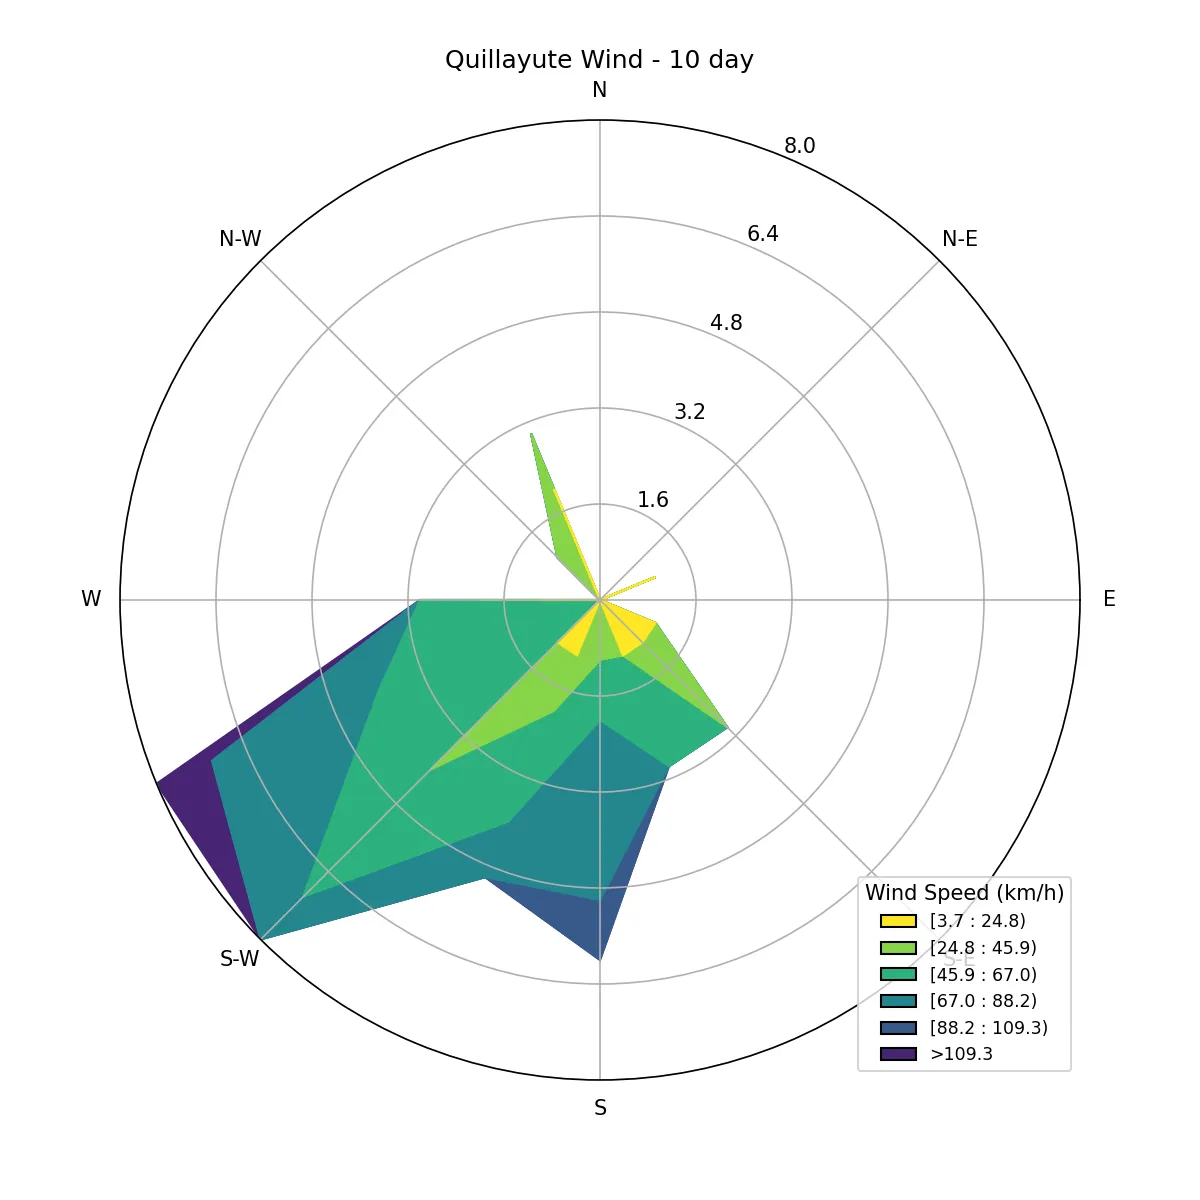 Quillayute Wind - 10 day
N
8.0
N-W
6.4
N-E
4.8
3.2
1.6
W
E
S-W
S-E
S
Wind Speed (km/h)
[3.7 : 24.8)
[24.8 : 45.9)
[45.9 : 67.0)
[67.0 : 88.2)
[88.2 : 109.3)
>109.3